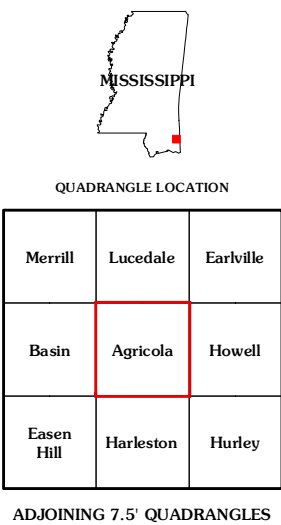 MISSISSIPPI
QUADRANGLE LOCATION
Merrill
Lucedale
Earlville
Basin
Agricola
Howell
Easen
Hill
Harleston
Hurley
ADJOINING 7.5' QUADRANGLES